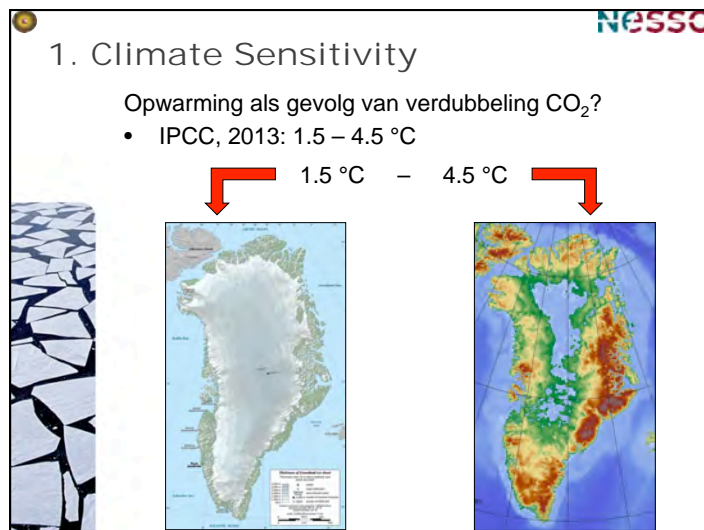 NESSC
1. Climate Sensitivity
Opwarming als gevolg van verdubbeling CO₂?
• IPCC, 2013: 1.5 – 4.5 °C
1.5 °C – 4.5 °C